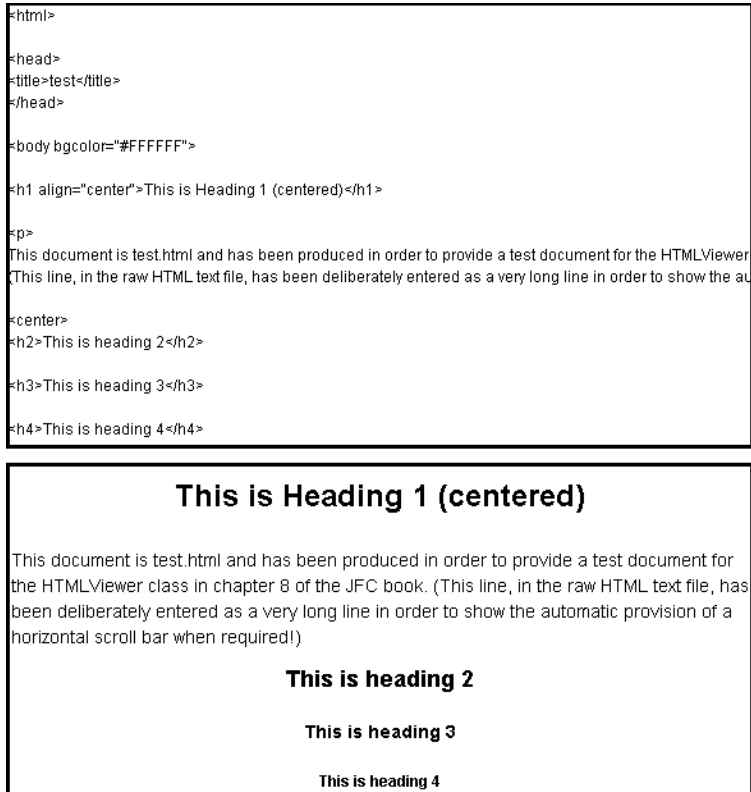 <html>
<head>
<title>test</title>
</head>
<body bgcolor="#FFFFFF">
<h1 align="center">This is Heading 1 (centered)</h1>
<p>
This document is test.html and has been produced in order to provide a test document for the HTMLViewer
(This line, in the raw HTML text file, has been deliberately entered as a very long line in order to show the
<center>
<h2>This is heading 2</h2>
<h3>This is heading 3</h3>
<h4>This is heading 4</h4>
This is Heading 1 (centered)
This document is test.html and has been produced in order to provide a test document for
the HTMLViewer class in chapter 8 of the JFC book. (This line, in the raw HTML text file, has
been deliberately entered as a very long line in order to show the automatic provision of a
horizontal scroll bar when required!)
This is heading 2
This is heading 3
This is heading 4